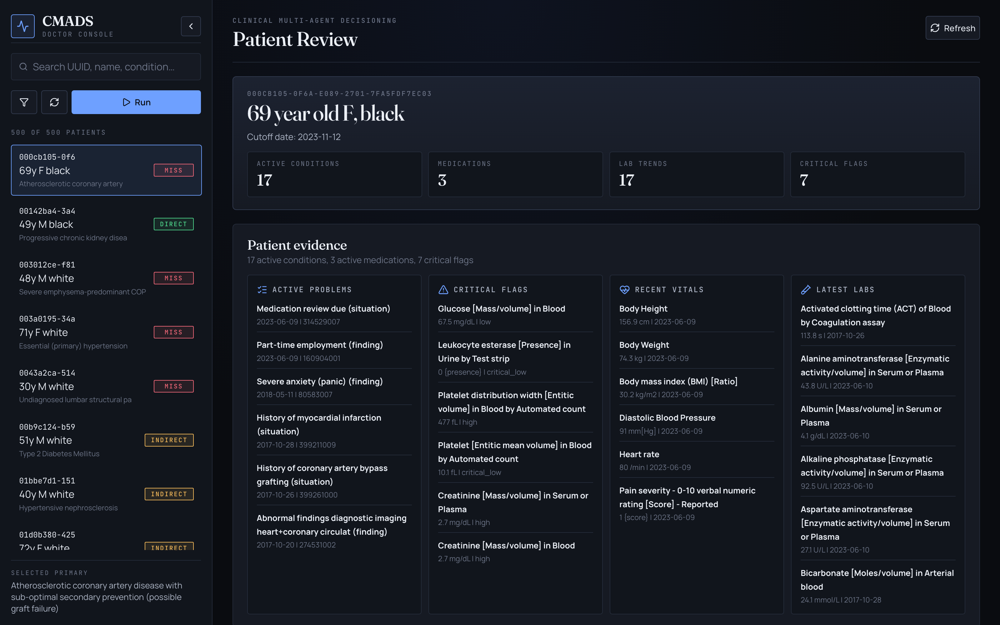 CMADS
DOCTOR CONSOLE
Search UUID, name, condition...
Run
500 OF 500 PATIENTS
000cb105-0f6
69y F black
MISS
Atherosclerotic coronary artery
00142ba4-3a4
49y M black
DIRECT
Progressive chronic kidney disea
003012ce-f81
48y M white
MISS
Severe emphysema-predominant COP
003a0195-34a
71y F white
MISS
Essential (primary) hypertension
0043a2ca-514
30y M white
MISS
Undiagnosed lumbar structural pa
00b9c124-b59
51y M white
INDIRECT
Type 2 Diabetes Mellitus
01bbe7d1-151
40y M white
INDIRECT
Hypertensive nephrosclerosis
01d0b380-425
72y F white
INDIRECT
SELECTED PRIMARY
Atherosclerotic coronary artery disease with
sub-optimal secondary prevention (possible
graft failure)
CLINICAL MULTI-AGENT DECISIONING
Patient Review
Refresh
000CB105-0F6A-E089-2701-7FA5FDF7EC03
69 year old F, black
Cutoff date: 2023-11-12
ACTIVE CONDITIONS
17
MEDICATIONS
3
LAB TRENDS
17
CRITICAL FLAGS
7
Patient evidence
17 active conditions, 3 active medications, 7 critical flags
ACTIVE PROBLEMS
Medication review due (situation)
2023-06-09 | 314529007
Part-time employment (finding)
2023-06-09 | 160904001
Severe anxiety (panic) (finding)
2018-05-11 | 80583007
History of myocardial infarction
(situation)
2017-10-28 | 399211009
History of coronary artery bypass
grafting (situation)
2017-10-26 | 399261000
Abnormal findings diagnostic imaging
heart+coronary circulat (finding)
2017-10-20 | 274531002
CRITICAL FLAGS
Glucose [Mass/volume] in Blood
67.5 mg/dL | low
Leukocyte esterase [Presence] in
Urine by Test strip
0 {presence} | critical_low
Platelet distribution width [Entitic
volume] in Blood by Automated count
477 fL | high
Platelet [Entitic mean volume] in Blood
by Automated count
10.1 fL | critical_low
Creatinine [Mass/volume] in Serum or
Plasma
2.7 mg/dL | high
Creatinine [Mass/volume] in Blood
2.7 mg/dL | high
RECENT VITALS
Body Height
156.9 cm | 2023-06-09
Body Weight
74.3 kg | 2023-06-09
Body mass index (BMI) [Ratio]
30.2 kg/m2 | 2023-06-09
Diastolic Blood Pressure
91 mm[Hg] | 2023-06-09
Heart rate
80 /min | 2023-06-09
Pain severity - 0-10 verbal numeric
rating [Score] - Reported
1 {score} | 2023-06-09
LATEST LABS
Activated clotting time (ACT) of Blood
by Coagulation assay
113.8 s | 2017-10-26
Alanine aminotransferase [Enzymatic
activity/volume] in Serum or Plasma
43.8 U/L | 2023-06-10
Albumin [Mass/volume] in Serum or
Plasma
4.1 g/dL | 2023-06-10
Alkaline phosphatase [Enzymatic
activity/volume] in Serum or Plasma
92.5 U/L | 2023-06-10
Aspartate aminotransferase
[Enzymatic activity/volume] in Serum
or Plasma
27.1 U/L | 2023-06-10
Bicarbonate [Moles/volume] in Arterial
blood
24.1 mmol/L | 2017-10-28